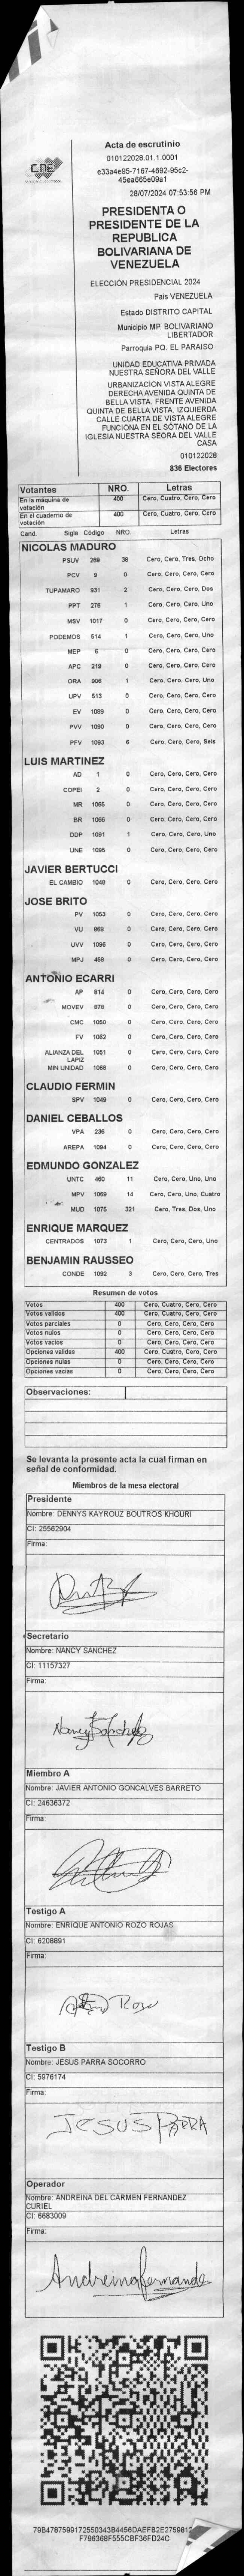 CNE
Acta de escrutinio
010122028.01.1.0001
e33a4e95-7167-4692-95c2-
45ea665e09a1
28/07/2024 07:53:56 PM
PRESIDENTA O
PRESIDENTE DE LA
REPUBLICA
BOLIVARIANA DE
VENEZUELA
ELECCIÓN PRESIDENCIAL 2024
País VENEZUELA
Estado DISTRITO CAPITAL
Municipio MP. BOLIVARIANO
LIBERTADOR
Parroquia PQ. EL PARAISO
UNIDAD EDUCATIVA PRIVADA
NUESTRA SEÑORA DEL VALLE
URBANIZACION VISTA ALEGRE
DERECHA AVENIDA QUINTA DE
BELLA VISTA. FRENTE AVENIDA
QUINTA DE BELLA VISTA. IZQUIERDA
CALLE CUARTA DE VISTA ALEGRE
FUNCIONA EN EL SÓTANO DE LA
IGLESIA NUESTRA SEORA DEL VALLE
CASA
010122028
836 Electores
Votantes NRO. Letras
En la máquina de votación 400 Cero, Cuatro, Cero, Cero
En el cuaderno de votación 400 Cero, Cuatro, Cero, Cero
Cand. Sigla Código NRO. Letras
NICOLAS MADURO
PSUV 269 38 Cero, Cero, Tres, Ocho
PCV 9 0 Cero, Cero, Cero, Cero
TUPAMARO 931 2 Cero, Cero, Cero, Dos
PPT 276 1 Cero, Cero, Cero, Uno
MSV 1017 0 Cero, Cero, Cero, Cero
PODEMOS 514 1 Cero, Cero, Cero, Uno
MEP 6 0 Cero, Cero, Cero, Cero
APC 219 0 Cero, Cero, Cero, Cero
ORA 906 1 Cero, Cero, Cero, Uno
UPV 513 0 Cero, Cero, Cero, Cero
EV 1089 0 Cero, Cero, Cero, Cero
PVV 1090 0 Cero, Cero, Cero, Cero
PFV 1093 6 Cero, Cero, Cero, Seis
LUIS MARTINEZ
AD 1 0 Cero, Cero, Cero, Cero
COPEI 2 0 Cero, Cero, Cero, Cero
MR 1065 0 Cero, Cero, Cero, Cero
BR 1066 0 Cero, Cero, Cero, Cero
DDP 1091 1 Cero, Cero, Cero, Uno
UNE 1095 0 Cero, Cero, Cero, Cero
JAVIER BERTUCCI
EL CAMBIO 1048 0 Cero, Cero, Cero, Cero
JOSE BRITO
PV 1053 0 Cero, Cero, Cero, Cero
VU 869 0 Cero, Cero, Cero, Cero
UVV 1096 0 Cero, Cero, Cero, Cero
MPJ 458 0 Cero, Cero, Cero, Cero
ANTONIO ECARRI
AP 814 0 Cero, Cero, Cero, Cero
MOVEV 878 0 Cero, Cero, Cero, Cero
CMC 1050 0 Cero, Cero, Cero, Cero
FV 1062 0 Cero, Cero, Cero, Cero
ALIANZA DEL LAPIZ 1051 0 Cero, Cero, Cero, Cero
MIN UNIDAD 1068 0 Cero, Cero, Cero, Cero
CLAUDIO FERMIN
SPV 1049 0 Cero, Cero, Cero, Cero
DANIEL CEBALLOS
VPA 236 0 Cero, Cero, Cero, Cero
AREPA 1094 0 Cero, Cero, Cero, Cero
EDMUNDO GONZALEZ
UNTC 460 11 Cero, Cero, Uno, Uno
MPV 1069 14 Cero, Cero, Uno, Cuatro
MUD 1075 321 Cero, Tres, Dos, Uno
ENRIQUE MARQUEZ
CENTRADOS 1073 1 Cero, Cero, Cero, Uno
BENJAMIN RAUSSEO
CONDE 1092 3 Cero, Cero, Cero, Tres
Resumen de votos
Votos 400 Cero, Cuatro, Cero, Cero
Votos validos 400 Cero, Cuatro, Cero, Cero
Votos parciales 0 Cero, Cero, Cero, Cero
Votos nulos 0 Cero, Cero, Cero, Cero
Votos vacios 0 Cero, Cero, Cero, Cero
Opciones validas 400 Cero, Cuatro, Cero, Cero
Opciones nulas 0 Cero, Cero, Cero, Cero
Opciones vacias 0 Cero, Cero, Cero, Cero
Observaciones:
Se levanta la presente acta la cual firman en
señal de conformidad.
Miembros de la mesa electoral
Presidente
Nombre: DENNYS KAYROUZ BOUTROS KHOURI
CI: 25562904
Firma:
Secretario
Nombre: NANCY SANCHEZ
CI: 11157327
Firma:
Nancy Sanchez
Miembro A
Nombre: JAVIER ANTONIO GONCALVES BARRETO
CI: 24636372
Firma:
Testigo A
Nombre: ENRIQUE ANTONIO ROZO ROJAS
CI: 6208891
Firma:
Rozo
Testigo B
Nombre: JESUS PARRA SOCORRO
CI: 5976174
Firma:
JESUS PARRA
Operador
Nombre: ANDREINA DEL CARMEN FERNANDEZ
CURIEL
CI: 6683009
Firma:
Andreina Fernande
79B4787599172550343B4456DAEFB2E2759812
F796368F555CBF36FD24C